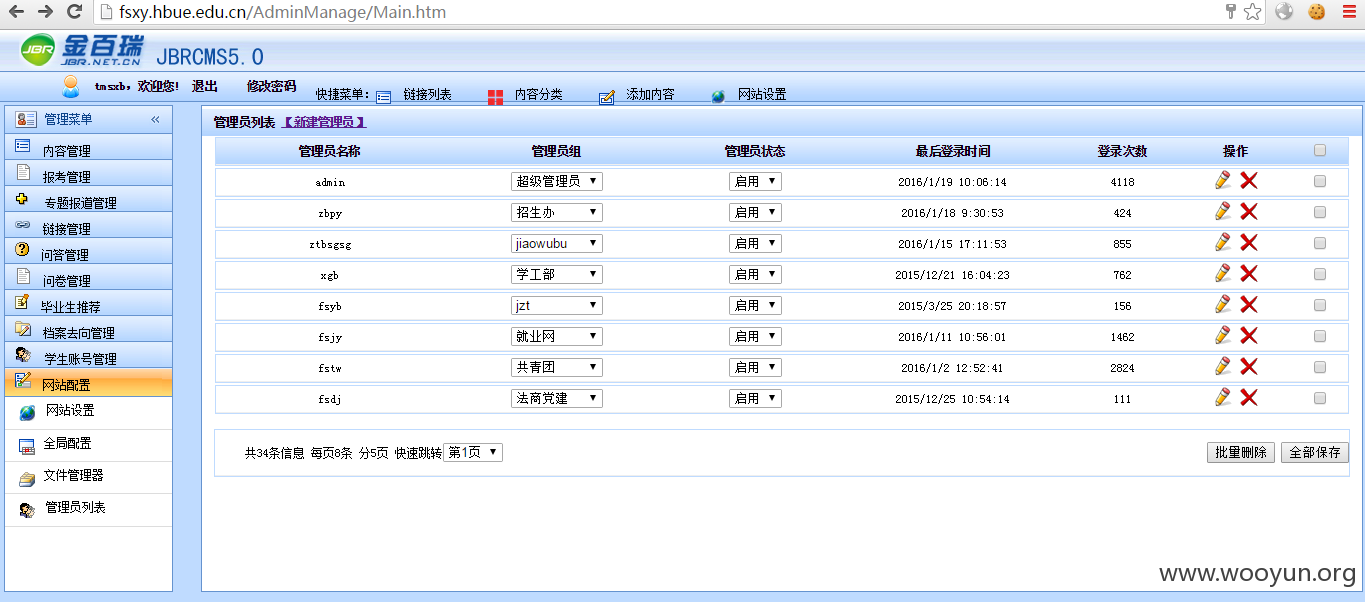 fsxy.hbue.edu.cn/AdminManage/Main.htm
JBR 金百瑞 JBR.NET.CN JBRCMS5.0
tmsxb，欢迎您！ 退出 修改密码 快捷菜单： 链接列表 内容分类 添加内容 网站设置
管理菜单 «
内容管理
报考管理
专题报道管理
链接管理
问答管理
问卷管理
毕业生推荐
档案去向管理
学生账号管理
网站配置
网站设置
全局配置
文件管理器
管理员列表
管理员列表 【新建管理员】
管理员名称 管理员组 管理员状态 最后登录时间 登录次数 操作
admin 超级管理员 启用 2016/1/19 10:06:14 4118
zbpy 招生办 启用 2016/1/18 9:30:53 424
ztbsgsg jiaowubu 启用 2016/1/15 17:11:53 855
xgb 学工部 启用 2015/12/21 16:04:23 762
fsyb jzt 启用 2015/3/25 20:18:57 156
fsjy 就业网 启用 2016/1/11 10:56:01 1462
fstw 共青团 启用 2016/1/2 12:52:41 2824
fsdj 法商党建 启用 2015/12/25 10:54:14 111
共34条信息 每页8条 分5页 快速跳转 第1页 批量删除 全部保存
www.wooyun.org